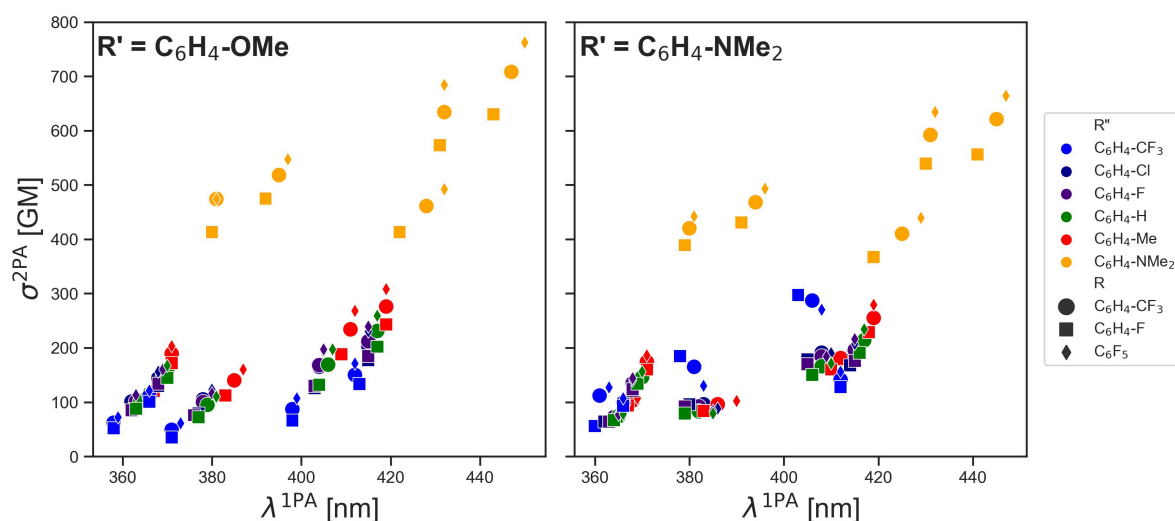 R' = C₆H₄-OMe
R' = C₆H₄-NMe₂
800
700
600
500
400
300
200
100
0
σ²ᴾᴬ [GM]
360
380
400
420
440
360
380
400
420
440
λ¹ᴾᴬ [nm]
λ¹ᴾᴬ [nm]
R''
C₆H₄-CF₃
C₆H₄-Cl
C₆H₄-F
C₆H₄-H
C₆H₄-Me
C₆H₄-NMe₂
R
C₆H₄-CF₃
C₆H₄-F
C₆F₅